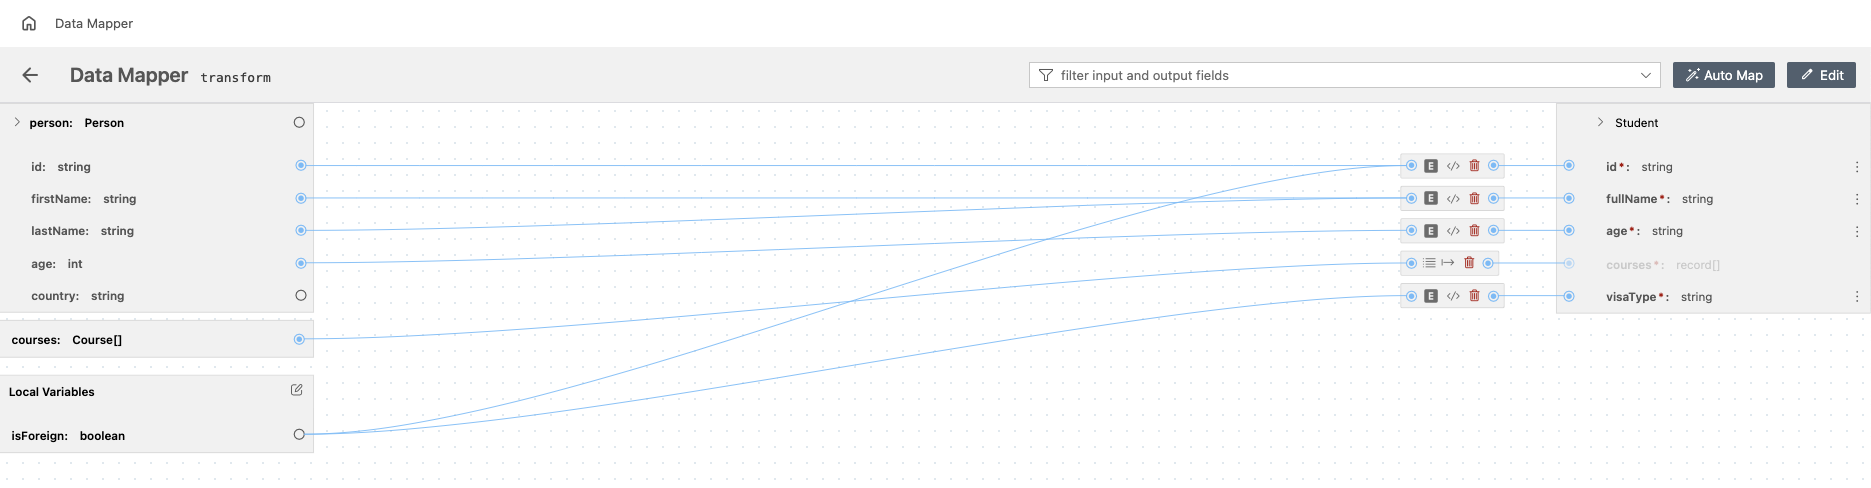 Data Mapper
Data Mapper transform
filter input and output fields
Auto Map
Edit
person: Person
id: string
firstName: string
lastName: string
age: int
country: string
courses: Course[]
Local Variables
isForeign: boolean
E
E
E
E
Student
id*: string
fullName*: string
age*: string
courses*: record[]
visaType*: string